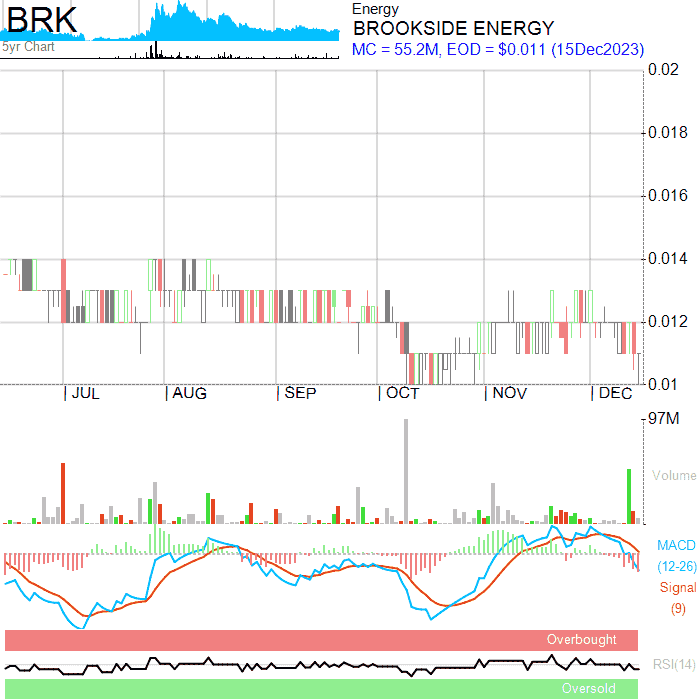 BRK
5yr Chart
Energy
BROOKSIDE ENERGY
MC = 55.2M, EOD = $0.011 (15Dec2023)
0.02
0.018
0.016
0.014
0.012
0.01
JUL AUG SEP OCT NOV DEC
97M
Volume
MACD
(12-26)
Signal
(9)
Overbought
RSI(14)
Oversold